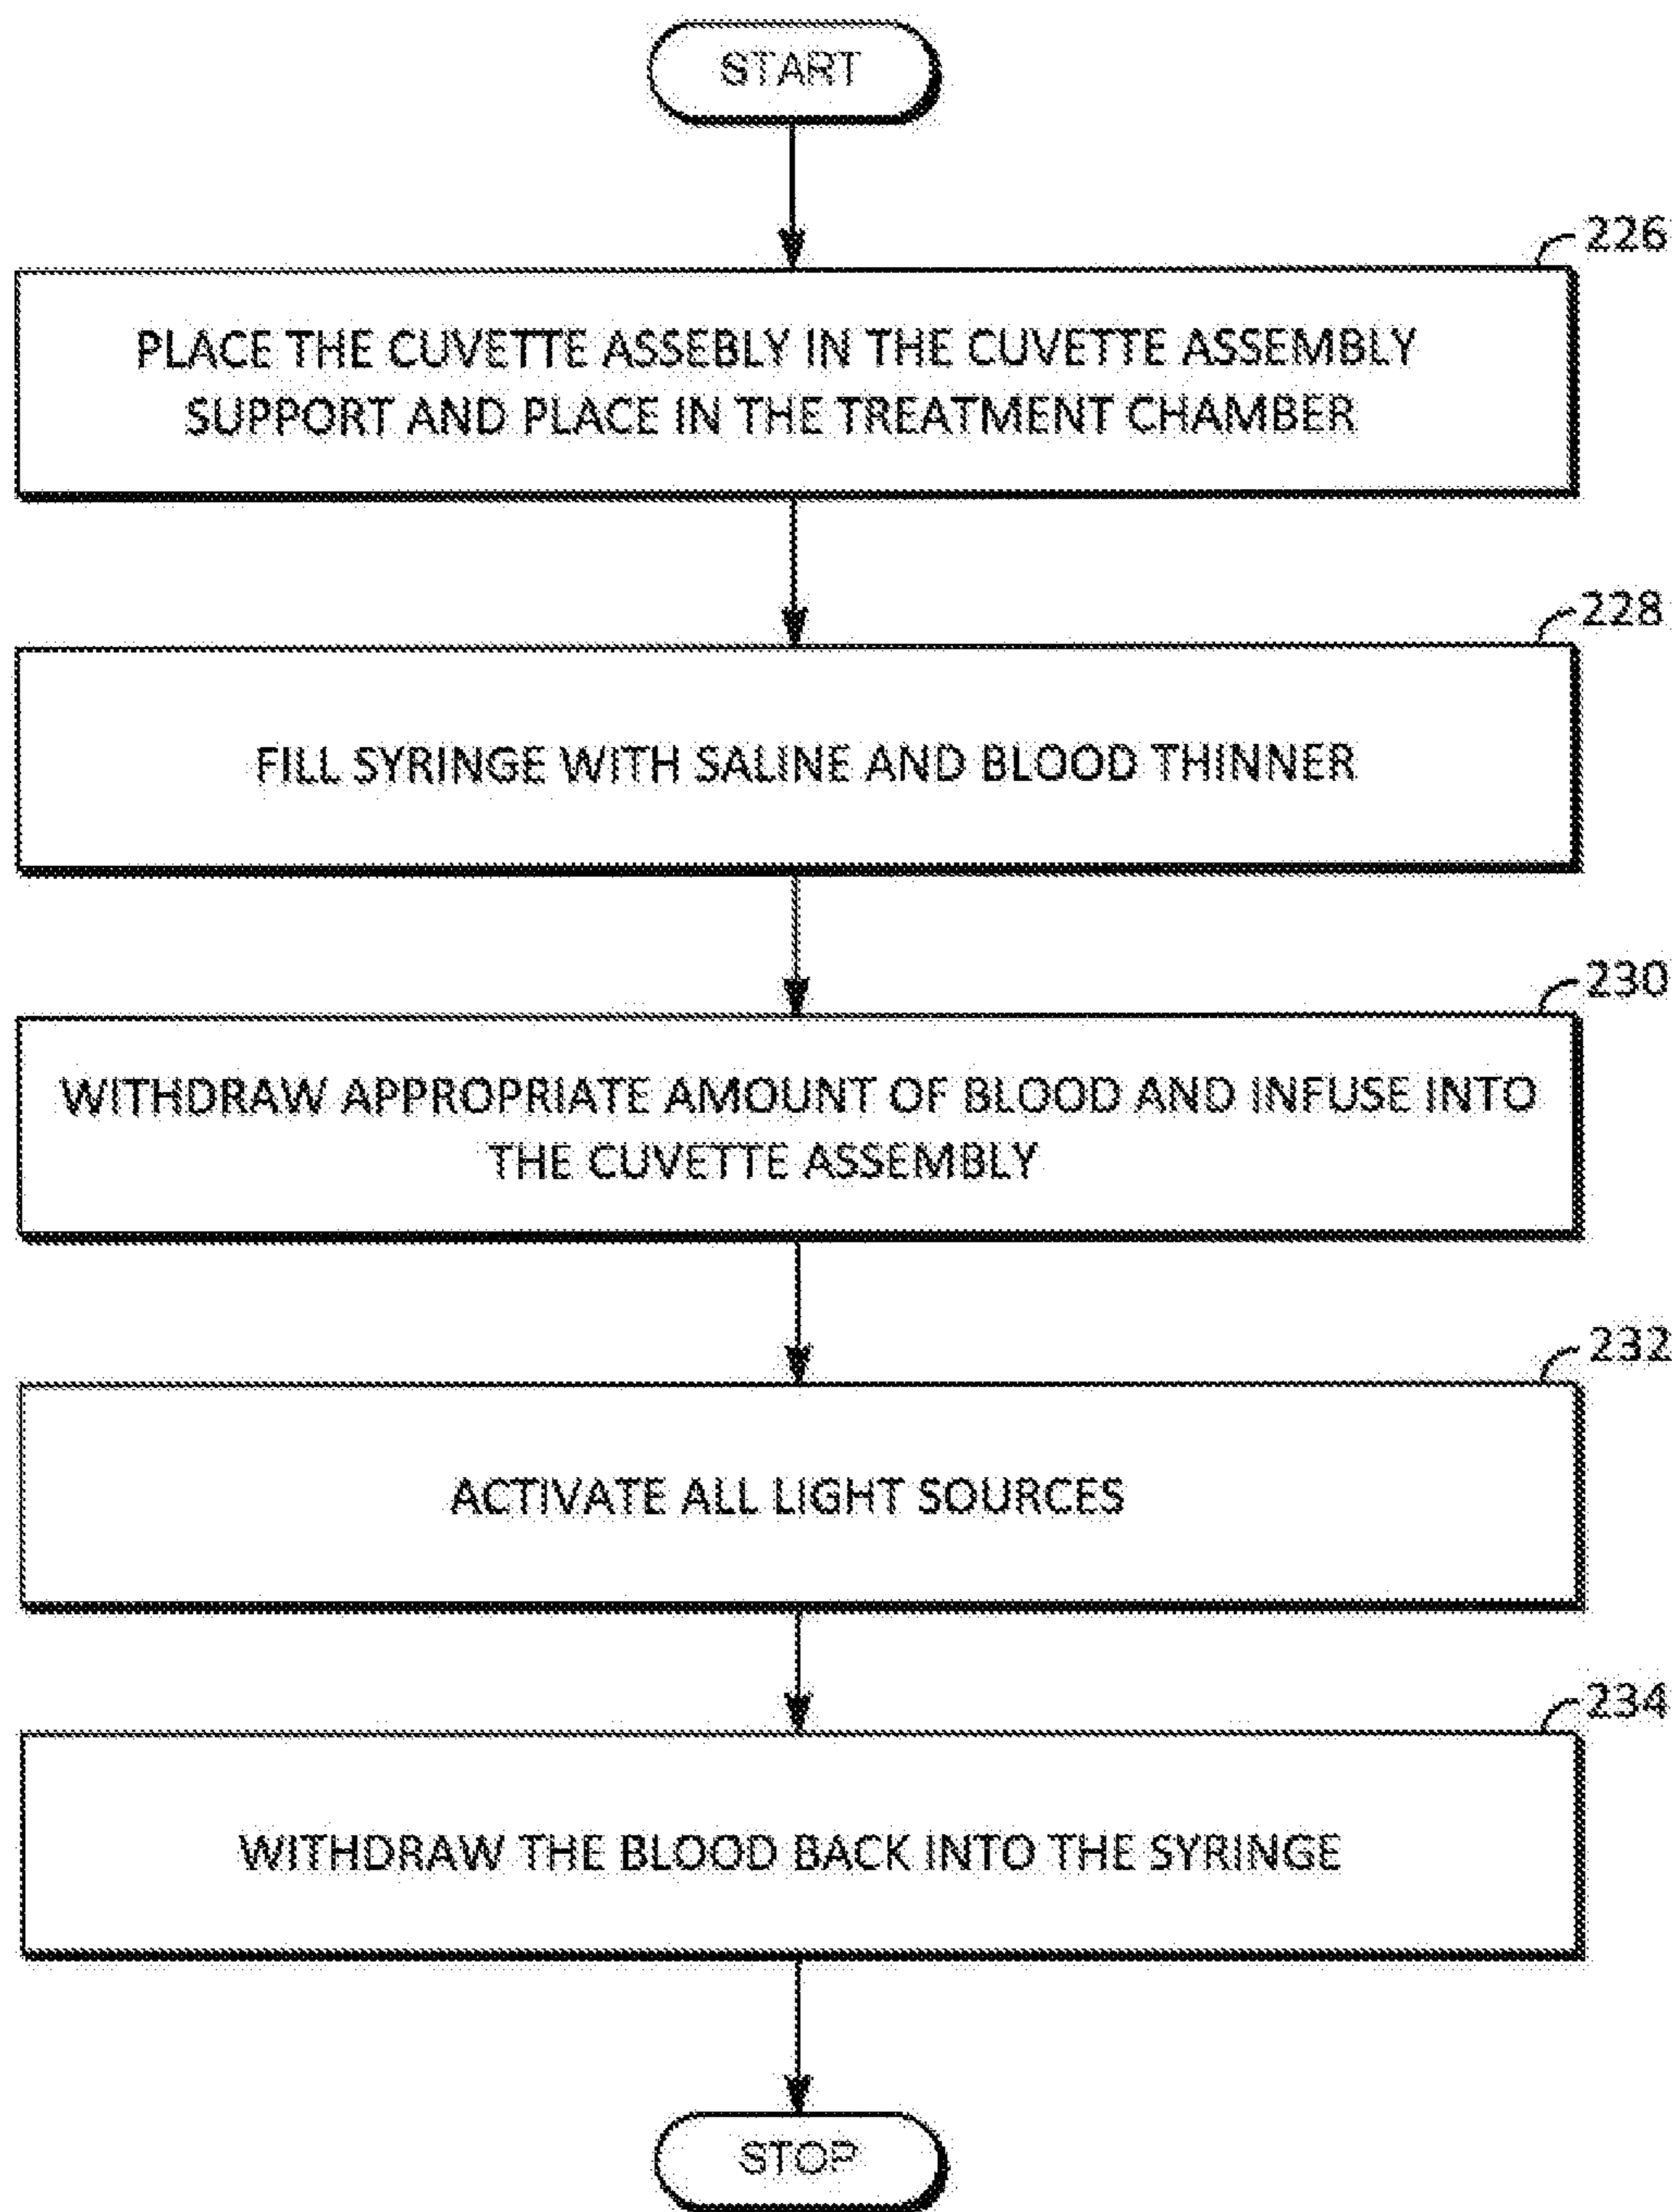 START
226
PLACE THE CUVETTE ASSEBLY IN THE CUVETTE ASSEMBLY
SUPPORT AND PLACE IN THE TREATMENT CHAMBER
228
FILL SYRINGE WITH SALINE AND BLOOD THINNER
230
WITHDRAW APPROPRIATE AMOUNT OF BLOOD AND INFUSE INTO
THE CUVETTE ASSEMBLY
232
ACTIVATE ALL LIGHT SOURCES
234
WITHDRAW THE BLOOD BACK INTO THE SYRINGE
STOP